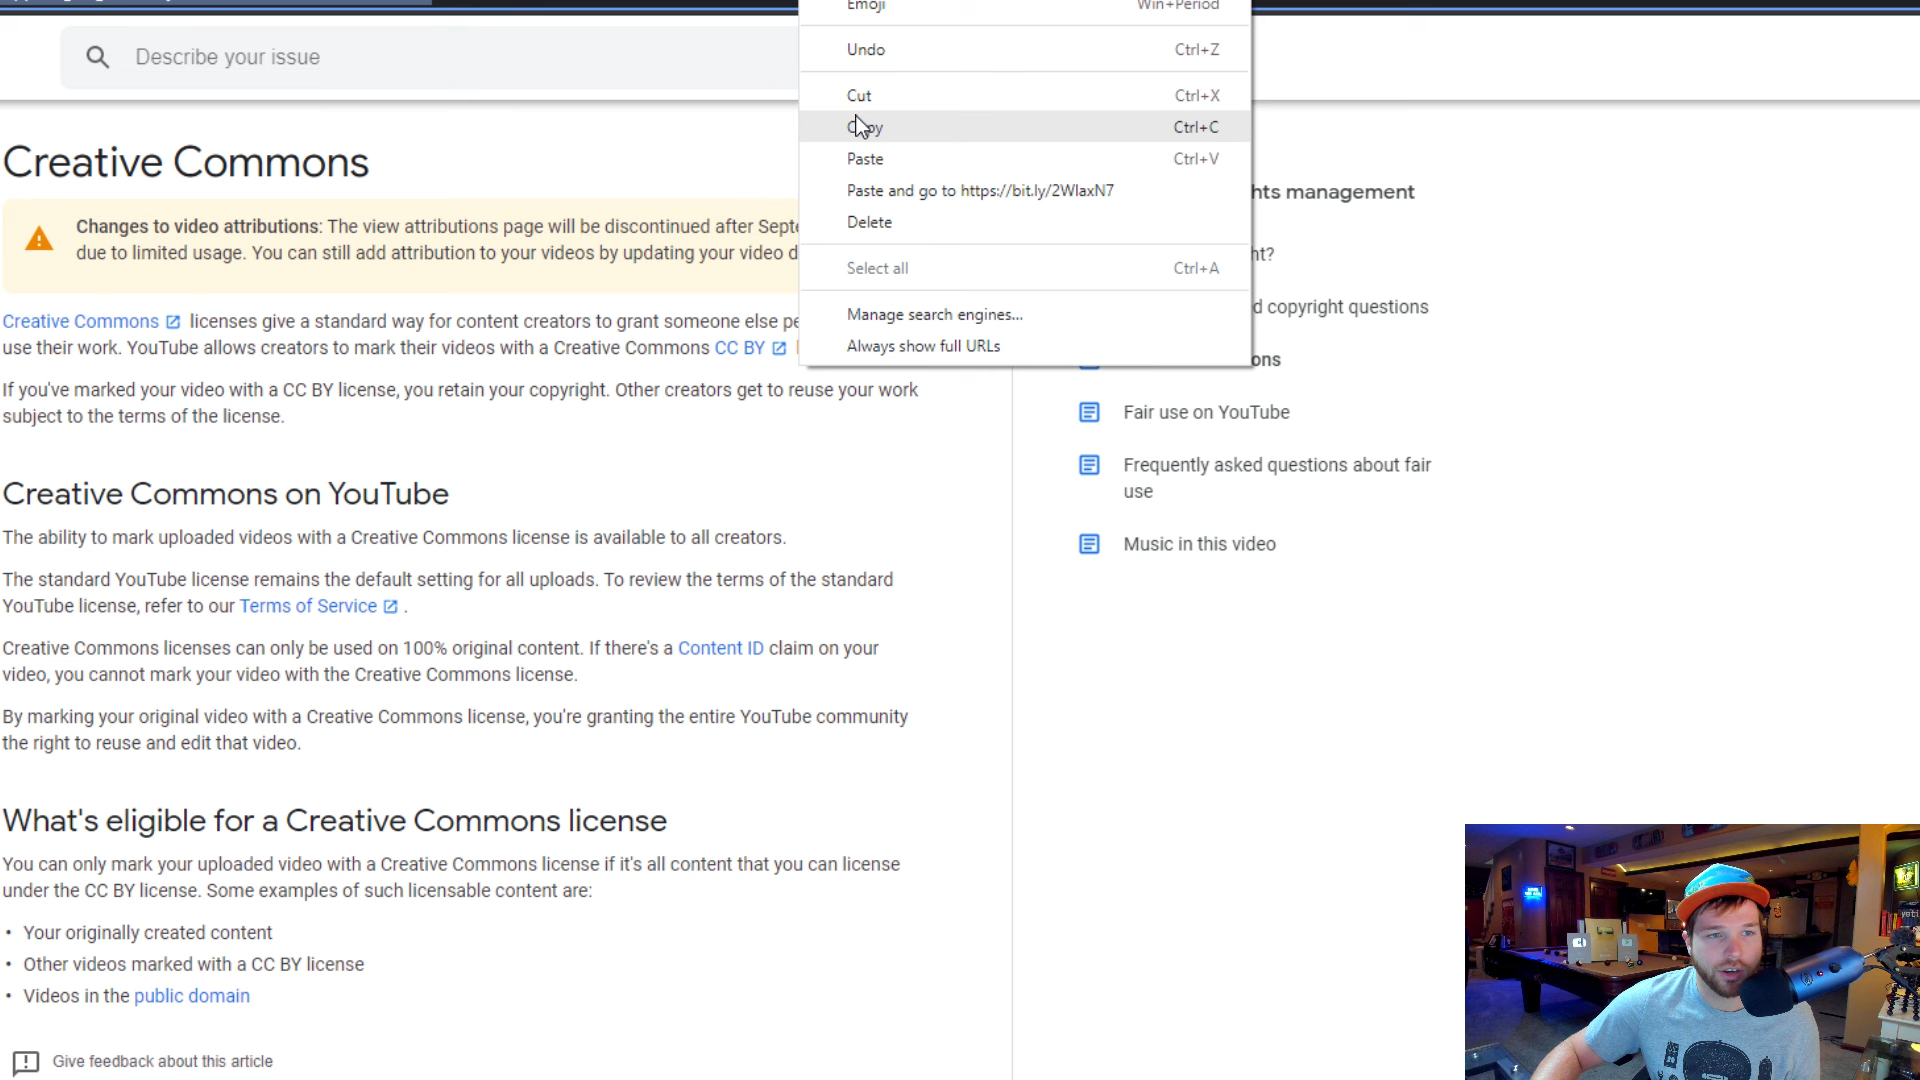 Emoji Win+Period
Describe your issue
Undo Ctrl+Z
Cut Ctrl+X
Copy Ctrl+C
Paste Ctrl+V
Paste and go to https://bit.ly/2WlaxN7
Delete
Select all Ctrl+A
Manage search engines...
Always show full URLs
Creative Commons
Changes to video attributions: The view attributions page will be discontinued after Septe
due to limited usage. You can still add attribution to your videos by updating your video d
Creative Commons licenses give a standard way for content creators to grant someone else pe
use their work. YouTube allows creators to mark their videos with a Creative Commons CC BY
If you've marked your video with a CC BY license, you retain your copyright. Other creators get to reuse your work
subject to the terms of the license.
Creative Commons on YouTube
The ability to mark uploaded videos with a Creative Commons license is available to all creators.
The standard YouTube license remains the default setting for all uploads. To review the terms of the standard
YouTube license, refer to our Terms of Service .
Creative Commons licenses can only be used on 100% original content. If there's a Content ID claim on your
video, you cannot mark your video with the Creative Commons license.
By marking your original video with a Creative Commons license, you're granting the entire YouTube community
the right to reuse and edit that video.
What's eligible for a Creative Commons license
You can only mark your uploaded video with a Creative Commons license if it's all content that you can license
under the CC BY license. Some examples of such licensable content are:
• Your originally created content
• Other videos marked with a CC BY license
• Videos in the public domain
Give feedback about this article
hts management
ht?
d copyright questions
ons
Fair use on YouTube
Frequently asked questions about fair
use
Music in this video